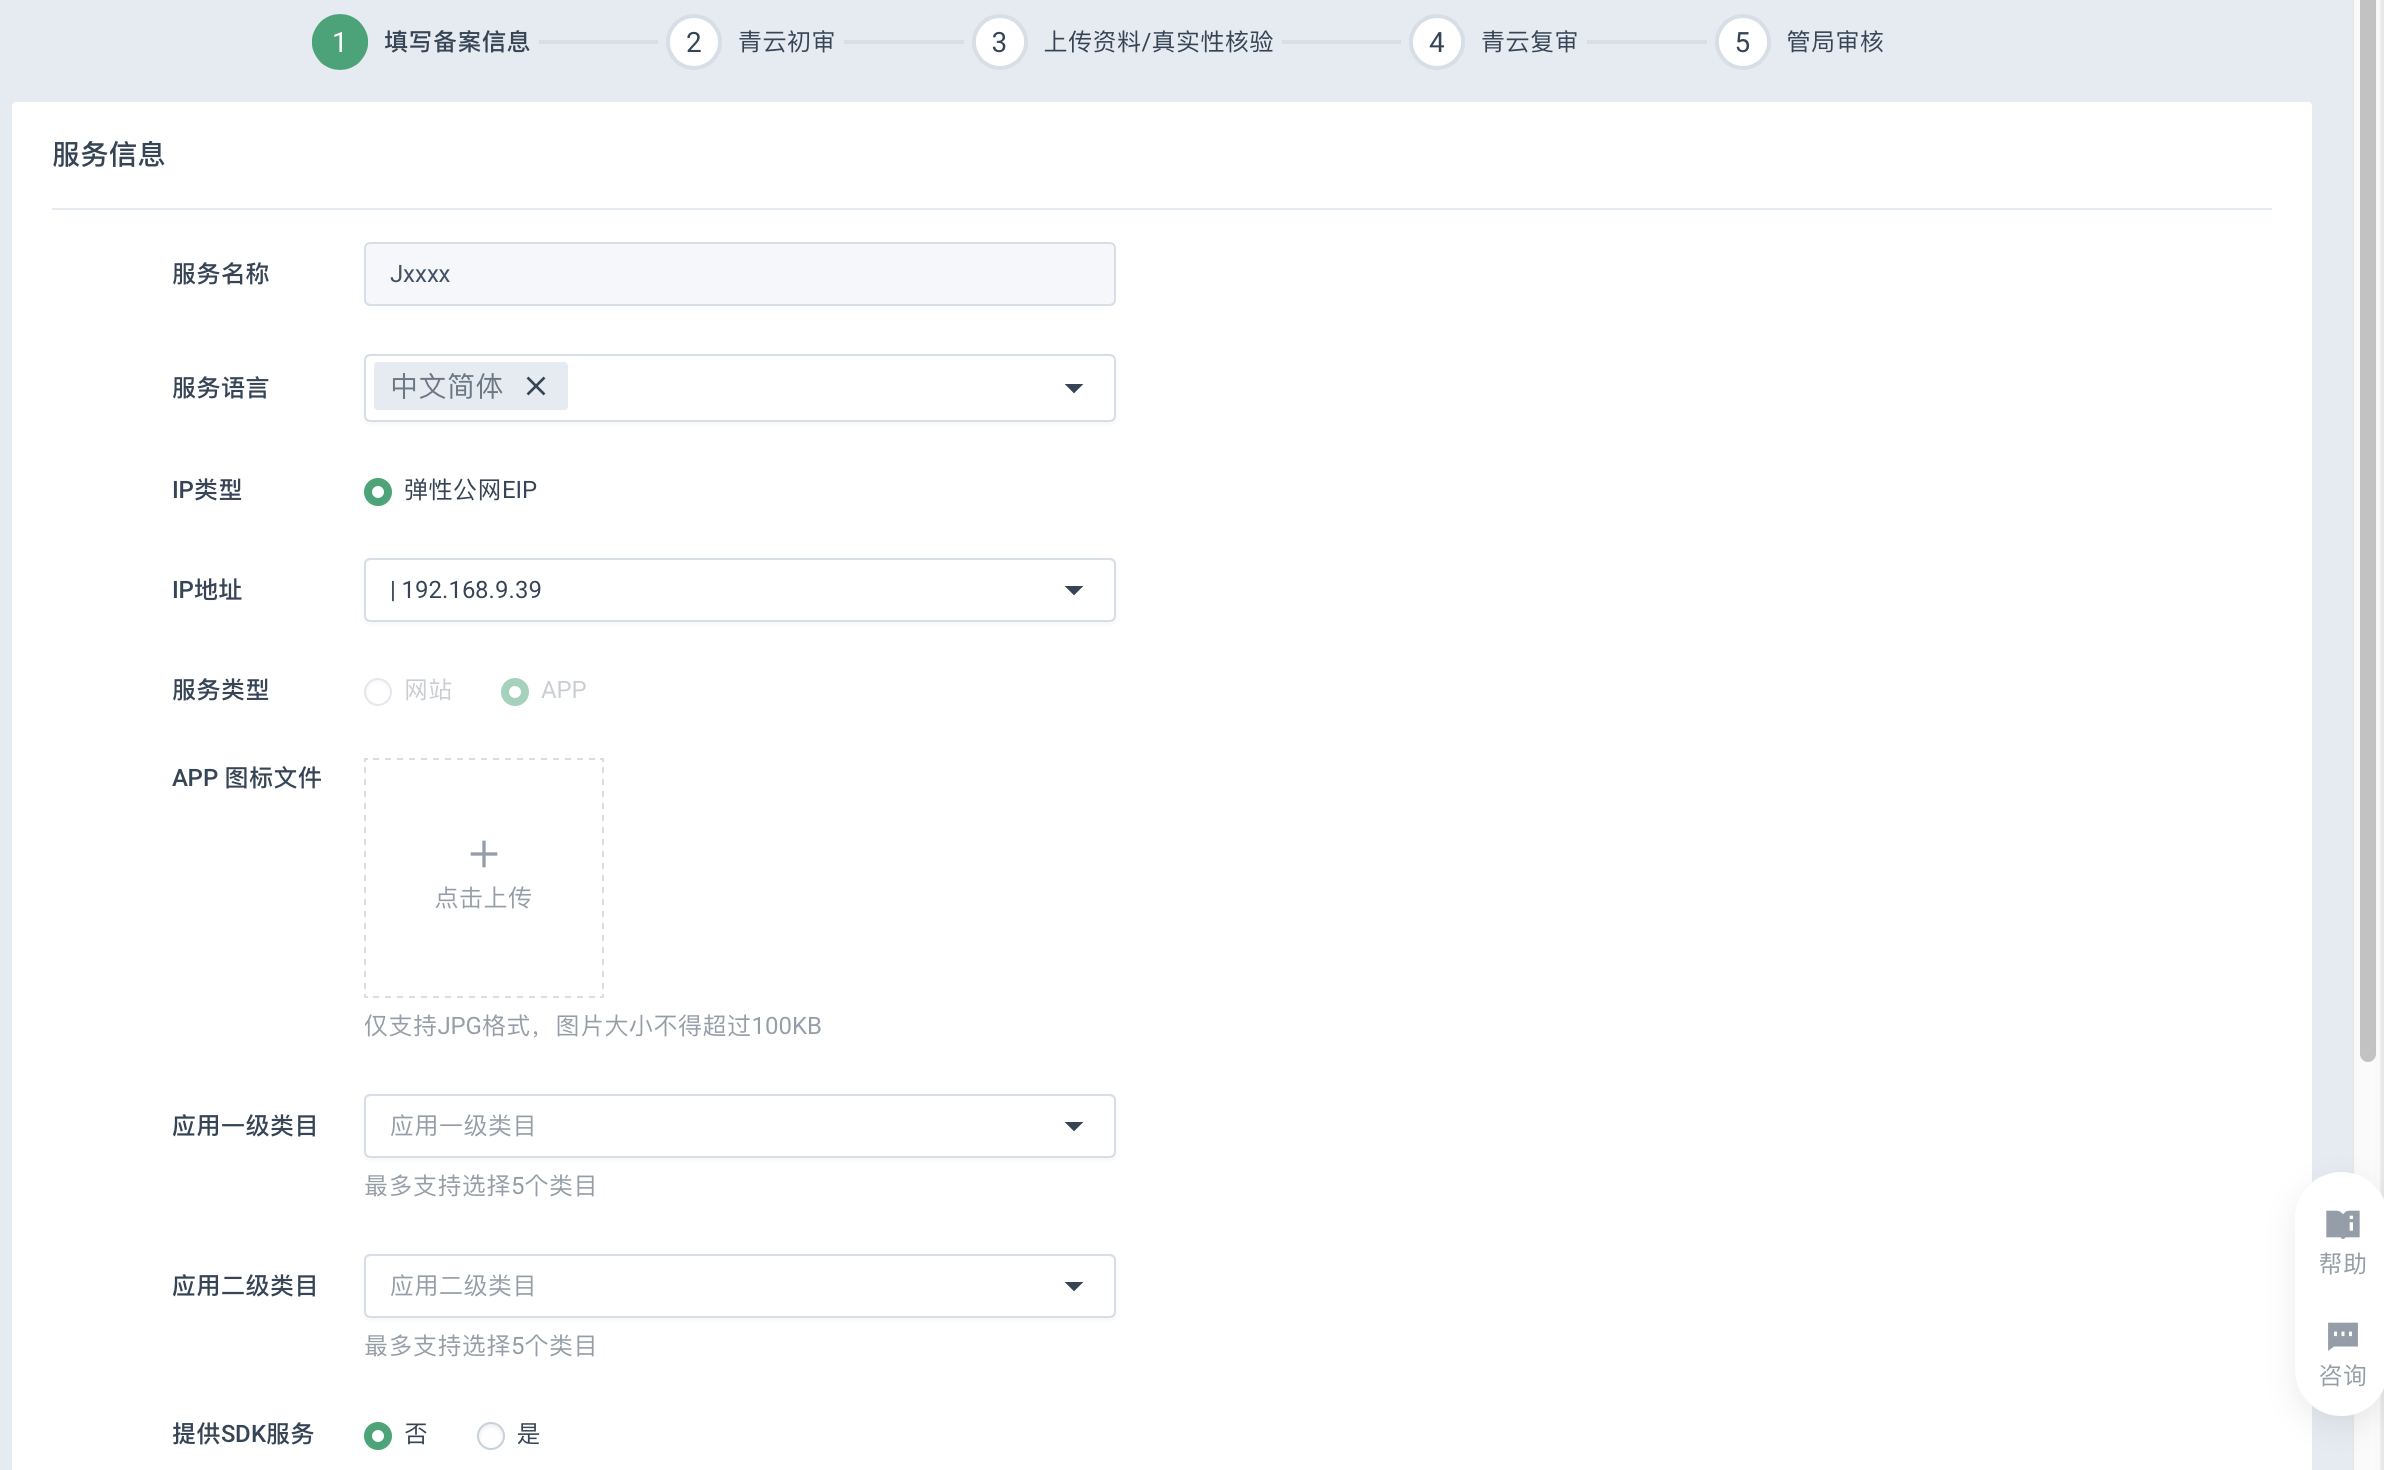 1 填写备案信息 2 青云初审 3 上传资料/真实性核验 4 青云复审 5 管局审核
服务信息
服务名称 Jxxxx
服务语言 中文简体
IP类型 弹性公网EIP
IP地址 | 192.168.9.39
服务类型 网站 APP
APP 图标文件
点击上传
仅支持JPG格式，图片大小不得超过100KB
应用一级类目 应用一级类目
最多支持选择5个类目
应用二级类目 应用二级类目
最多支持选择5个类目
提供SDK服务 否 是
帮助
咨询